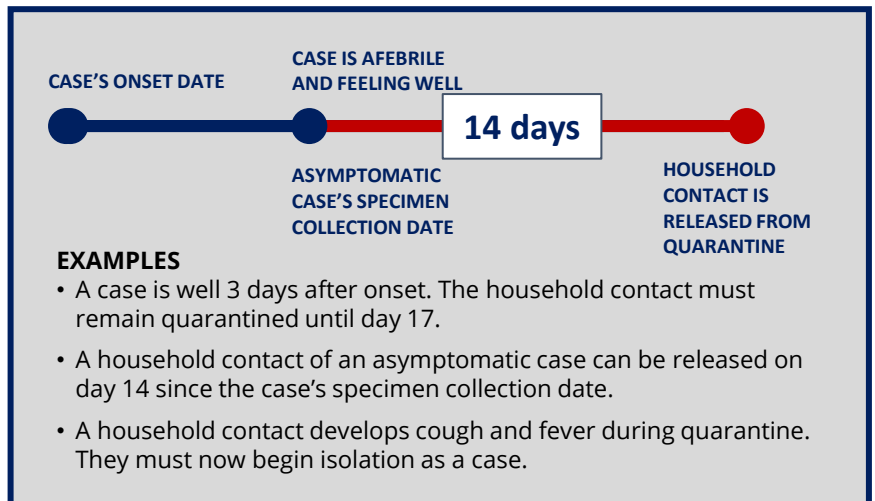 CASE IS AFEBRILE
CASE'S ONSET DATE
AND FEELING WELL
14 days
ASYMPTOMATIC
CASE'S SPECIMEN
COLLECTION DATE
HOUSEHOLD
CONTACT IS
RELEASED FROM
QUARANTINE
EXAMPLES
• A case is well 3 days after onset. The household contact must
remain quarantined until day 17.
• A household contact of an asymptomatic case can be released on
day 14 since the case's specimen collection date.
• A household contact develops cough and fever during quarantine.
They must now begin isolation as a case.